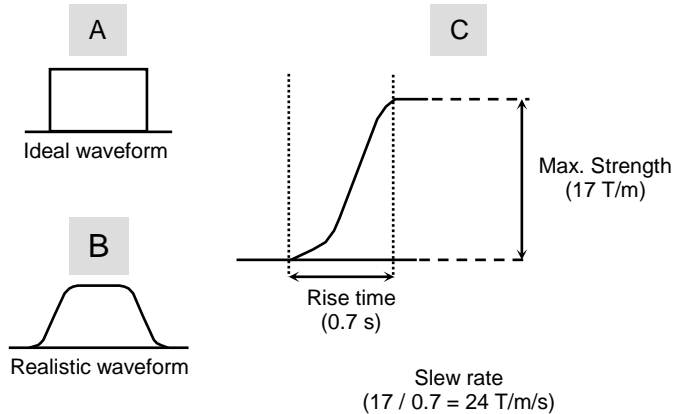 A
Ideal waveform
B
Realistic waveform
C
Max. Strength
(17 T/m)
Rise time
(0.7 s)
Slew rate
(17 / 0.7 = 24 T/m/s)